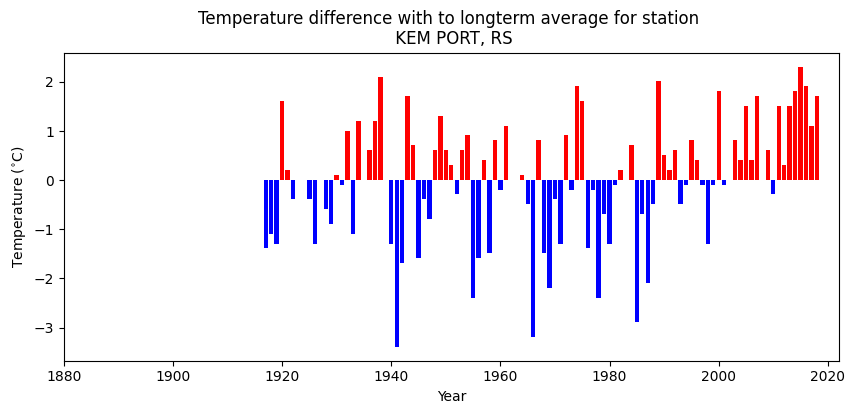 Temperature difference with to longterm average for station
KEM PORT, RS
Temperature (°C)
2
1
0
−1
−2
−3
1880 1900 1920 1940 1960 1980 2000 2020
Year